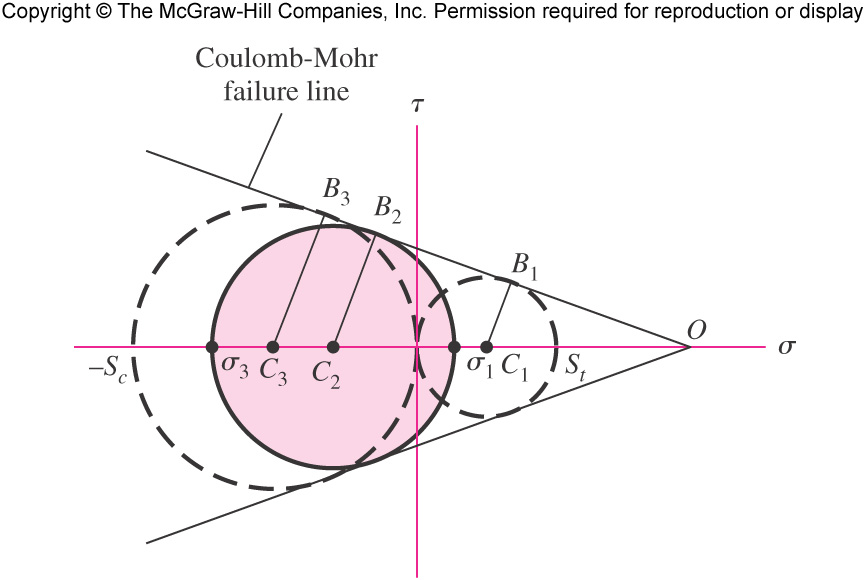 Copyright © The McGraw-Hill Companies, Inc. Permission required for reproduction or display
Coulomb-Mohr
failure line
τ
B₃
B₂
B₁
O
σ
–S꜀
σ₃
C₃
C₂
σ₁
C₁
Sₜ